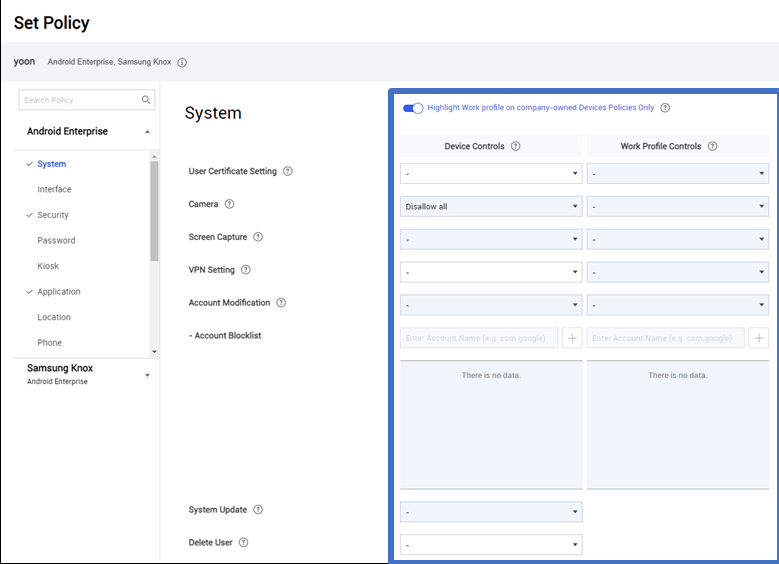 Set Policy
yoon Android Enterprise, Samsung Knox
Search Policy
Android Enterprise
System
Interface
Security
Password
Kiosk
Application
Location
Phone
Samsung Knox
Android Enterprise
System
Highlight Work profile on company-owned Devices Policies Only
Device Controls Work Profile Controls
User Certificate Setting - -
Camera Disallow all -
Screen Capture - -
VPN Setting - -
Account Modification - -
- Account Blocklist Enter Account Name (e.g. com.google) + Enter Account Name (e.g. com.google) +
There is no data. There is no data.
System Update -
Delete User -